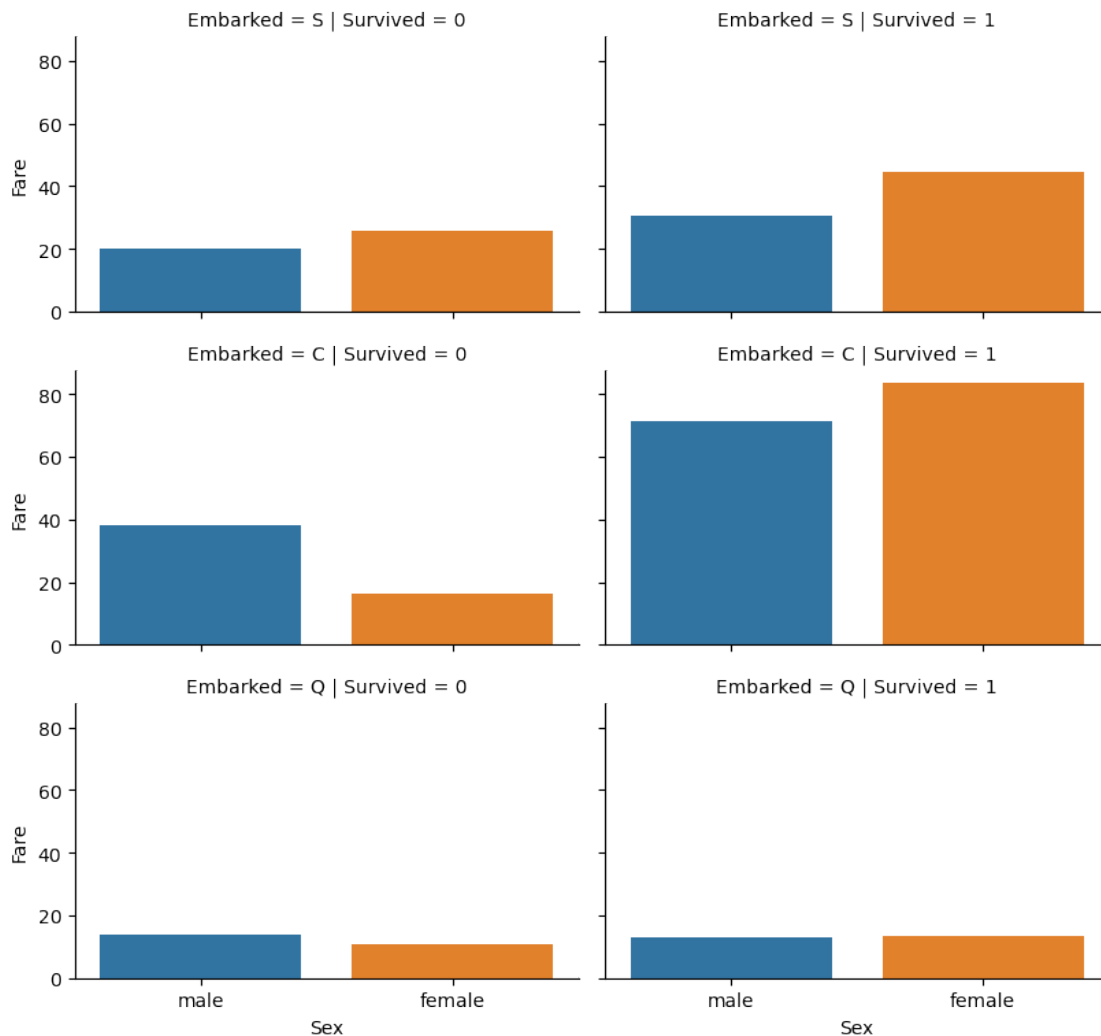 Embarked = S | Survived = 0
Embarked = S | Survived = 1
80
60
40
20
0
Fare
Embarked = C | Survived = 0
Embarked = C | Survived = 1
80
60
40
20
0
Fare
Embarked = Q | Survived = 0
Embarked = Q | Survived = 1
80
60
40
20
0
Fare
male
female
male
female
Sex
Sex